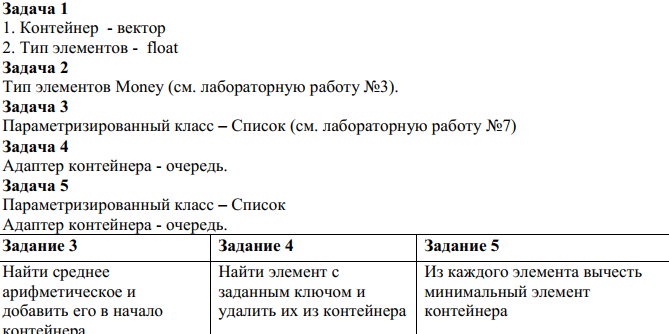 Задача 1
1. Контейнер - вектор
2. Тип элементов - float
Задача 2
Тип элементов Money (см. лабораторную работу №3).
Задача 3
Параметризированный класс – Список (см. лабораторную работу №7)
Задача 4
Адаптер контейнера - очередь.
Задача 5
Параметризированный класс – Список
Адаптер контейнера - очередь.
Задание 3
Найти среднее
арифметическое и
добавить его в начало
контейнера
Задание 4
Найти элемент с
заданным ключом и
удалить их из контейнера
Задание 5
Из каждого элемента вычесть
минимальный элемент
контейнера